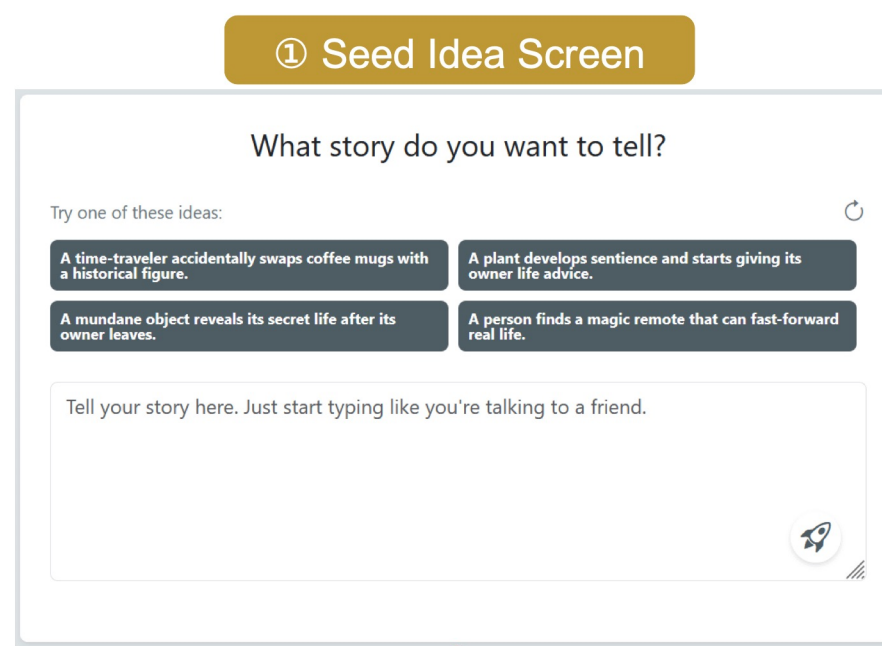 ① Seed Idea Screen
What story do you want to tell?
Try one of these ideas:
A time-traveler accidentally swaps coffee mugs with
a historical figure.
A plant develops sentience and starts giving its
owner life advice.
A mundane object reveals its secret life after its
owner leaves.
A person finds a magic remote that can fast-forward
real life.
Tell your story here. Just start typing like you're talking to a friend.